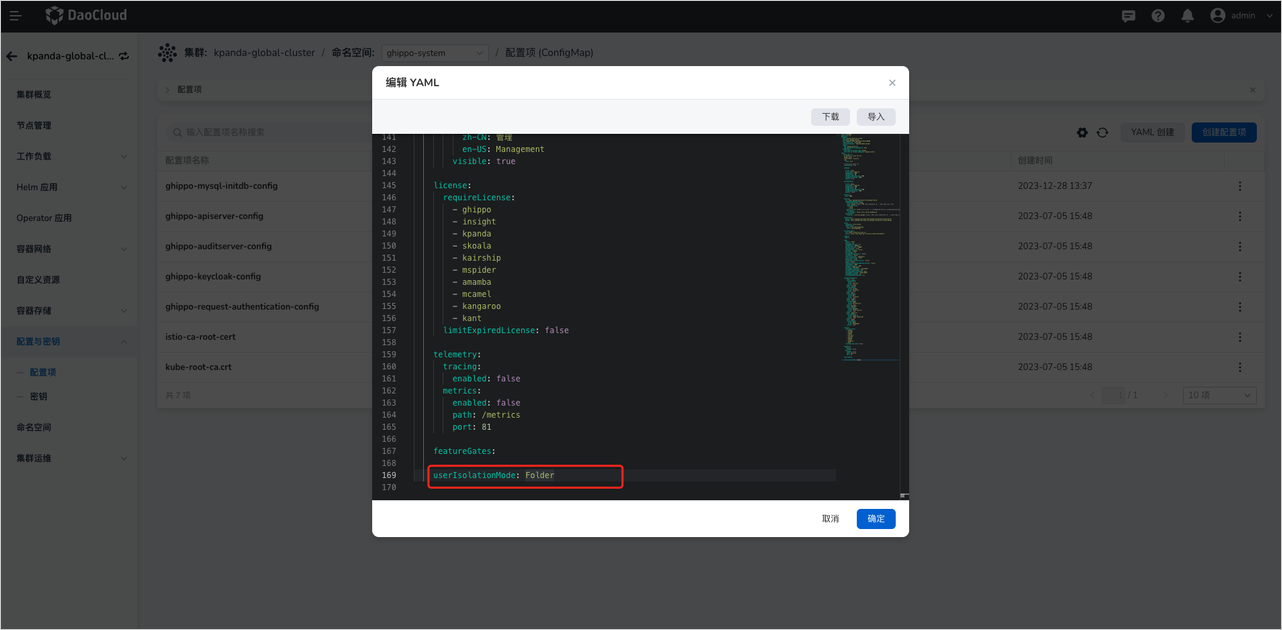 DaoCloud
admin
kpanda-global-cl...
集群: kpanda-global-cluster / 命名空间: ghippo-system / 配置项 (ConfigMap)
集群概览
节点管理
工作负载
Helm 应用
Operator 应用
容器网络
自定义资源
容器存储
配置与密钥
配置项
密钥
命名空间
集群运维
配置项
输入配置项名称搜索
YAML 创建
创建配置项
配置项名称
创建时间
ghippo-mysql-initdb-config
2023-12-28 13:37
ghippo-apiserver-config
2023-07-05 15:48
ghippo-auditserver-config
2023-07-05 15:48
ghippo-keycloak-config
2023-07-05 15:48
ghippo-request-authentication-config
2023-07-05 15:48
istio-ca-root-cert
2023-07-05 15:48
kube-root-ca.crt
2023-07-05 15:48
共 7 项
1 / 1
10 项
编辑 YAML
下载
导入
141 zh-CN: 管理
142 en-US: Management
143 visible: true
144
145 license:
146 requireLicense:
147 - ghippo
148 - insight
149 - kpanda
150 - skoala
151 - kairship
152 - mspider
153 - amamba
154 - mcamel
155 - kangaroo
156 - kant
157 limitExpiredLicense: false
158
159 telemetry:
160 tracing:
161 enabled: false
162 metrics:
163 enabled: false
164 path: /metrics
165 port: 81
166
167 featureGates:
168
169 userIsolationMode: Folder
170
取消
确定